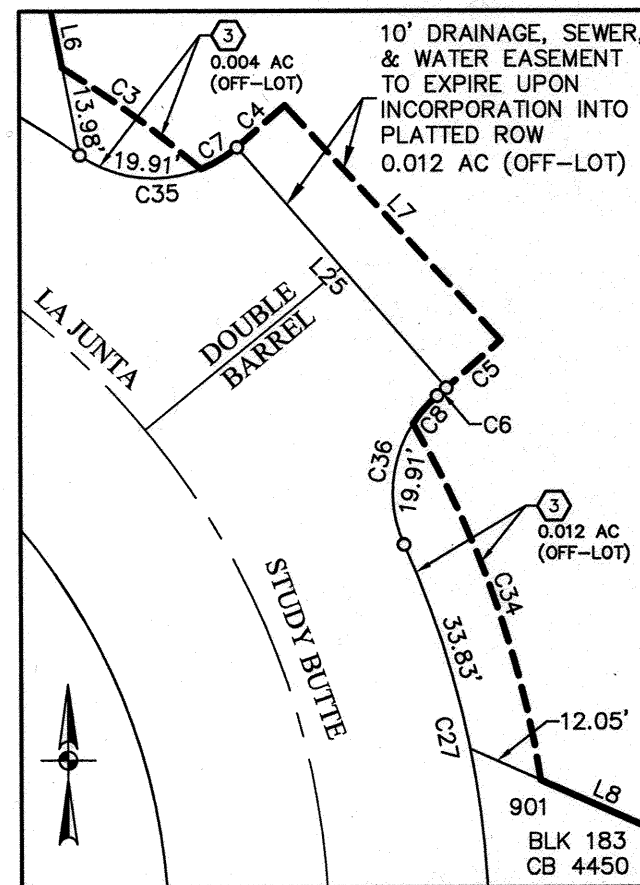 L6
3
0.004 AC
(OFF-LOT)
10' DRAINAGE, SEWER,
& WATER EASEMENT
TO EXPIRE UPON
INCORPORATION INTO
PLATTED ROW
0.012 AC (OFF-LOT)
C3
C4
13.98'
19.91'
C7
C35
L7
L25
LA JUNTA
DOUBLE
BARREL
C5
C8
C6
C36
19.91'
3
0.012 AC
(OFF-LOT)
C34
STUDY BUTTE
33.83'
C27
12.05'
L8
901
BLK 183
CB 4450